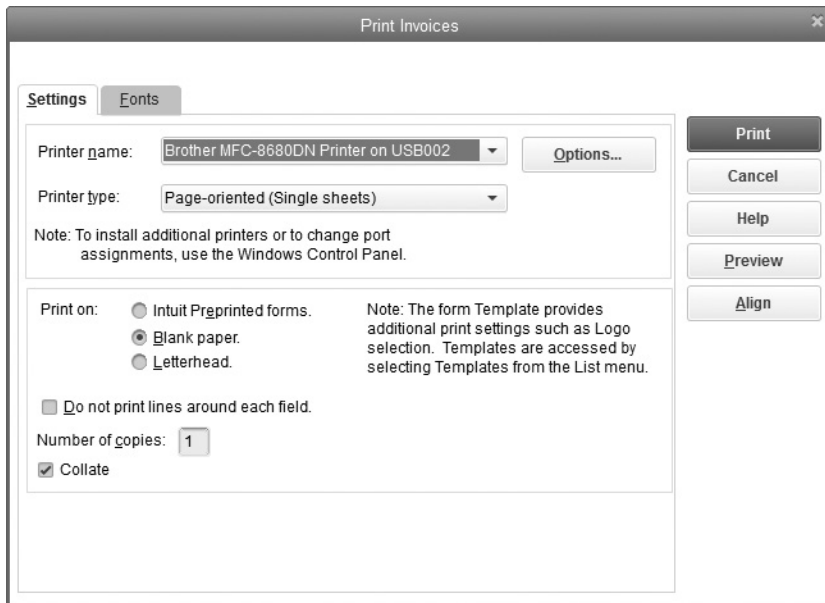 Print Invoices
Settings
Fonts
Printer name:
Brother MFC-8680DN Printer on USB002
Options...
Printer type:
Page-oriented (Single sheets)
Note: To install additional printers or to change port
assignments, use the Windows Control Panel.
Print on:
Intuit Preprinted forms.
Blank paper.
Letterhead.
Note: The form Template provides
additional print settings such as Logo
selection. Templates are accessed by
selecting Templates from the List menu.
Do not print lines around each field.
Number of copies:
1
Collate
Print
Cancel
Help
Preview
Align